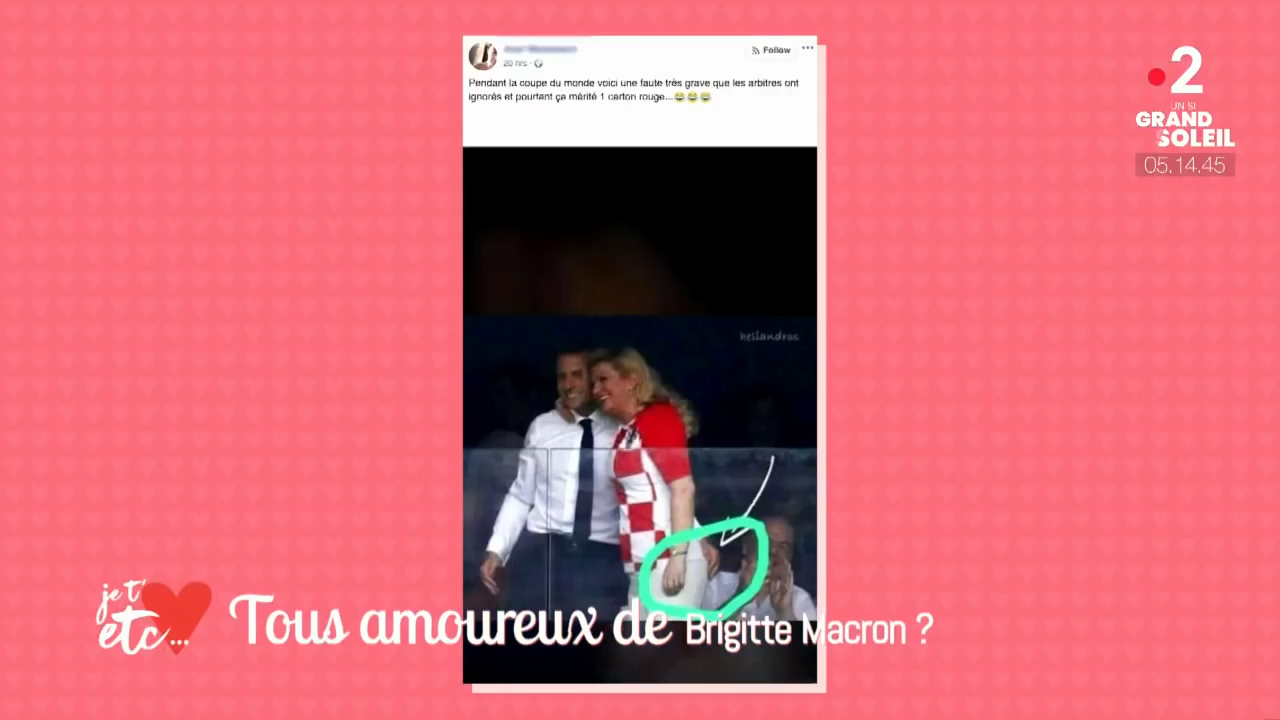 Follow
20 hrs
Pendant la coupe du monde voici une faute très grave que les arbitres ont
ignorés et pourtant ça mérité 1 carton rouge...😂😂😂
hellandros
2
UN SI
GRAND
SOLEIL
05.14.45
je t'
etc...
Tous amoureux de Brigitte Macron ?